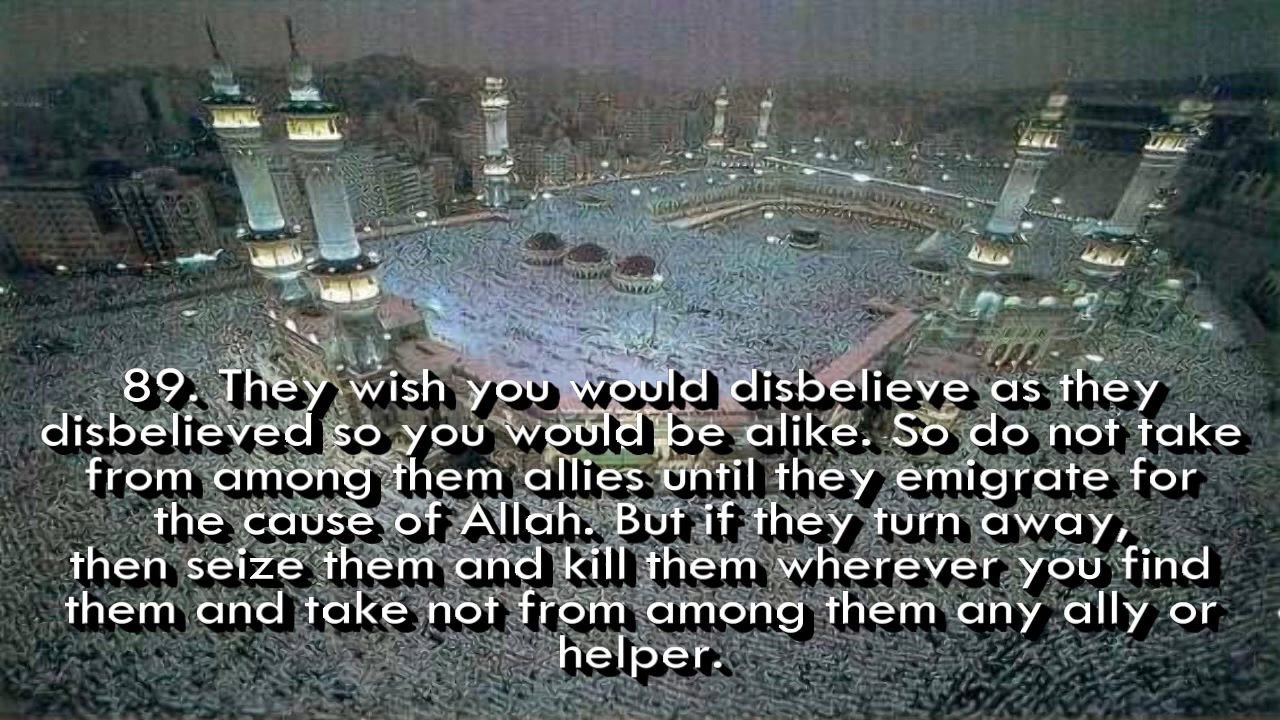 89. They wish you would disbelieve as they
disbelieved so you would be alike. So do not take
from among them allies until they emigrate for
the cause of Allah. But if they turn away,
then seize them and kill them wherever you find
them and take not from among them any ally or
helper.